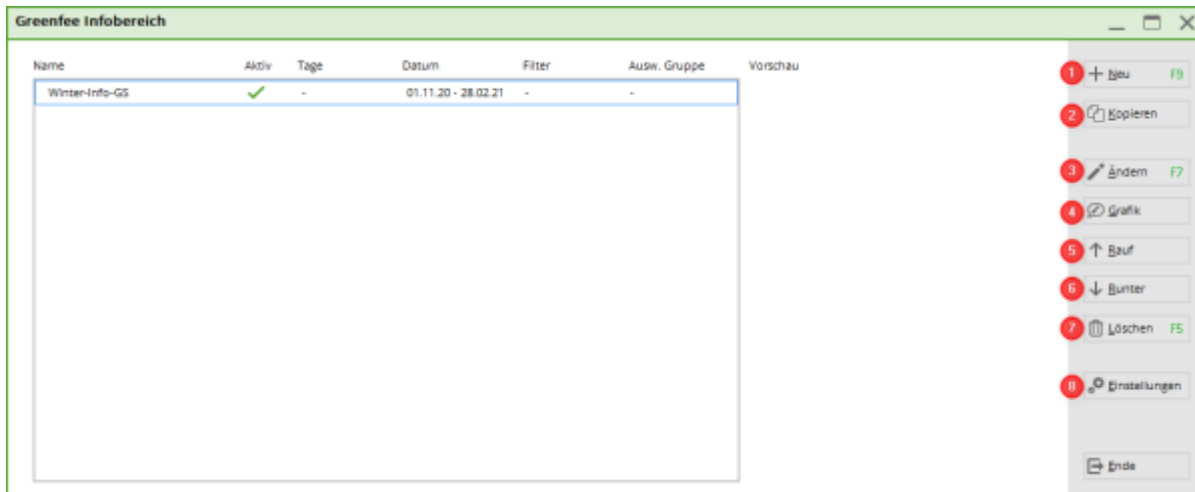 Greenfee Infobereich
Name Aktiv Tage Datum Filter Ausw. Gruppe Vorschau
Winter-Info-GS - 01.11.20 - 28.02.21 - -
1 Neu F9
2 Kopieren
3 Ändern F7
4 Grafik
5 Rauf
6 Runter
7 Löschen F5
8 Einstellungen
Ende